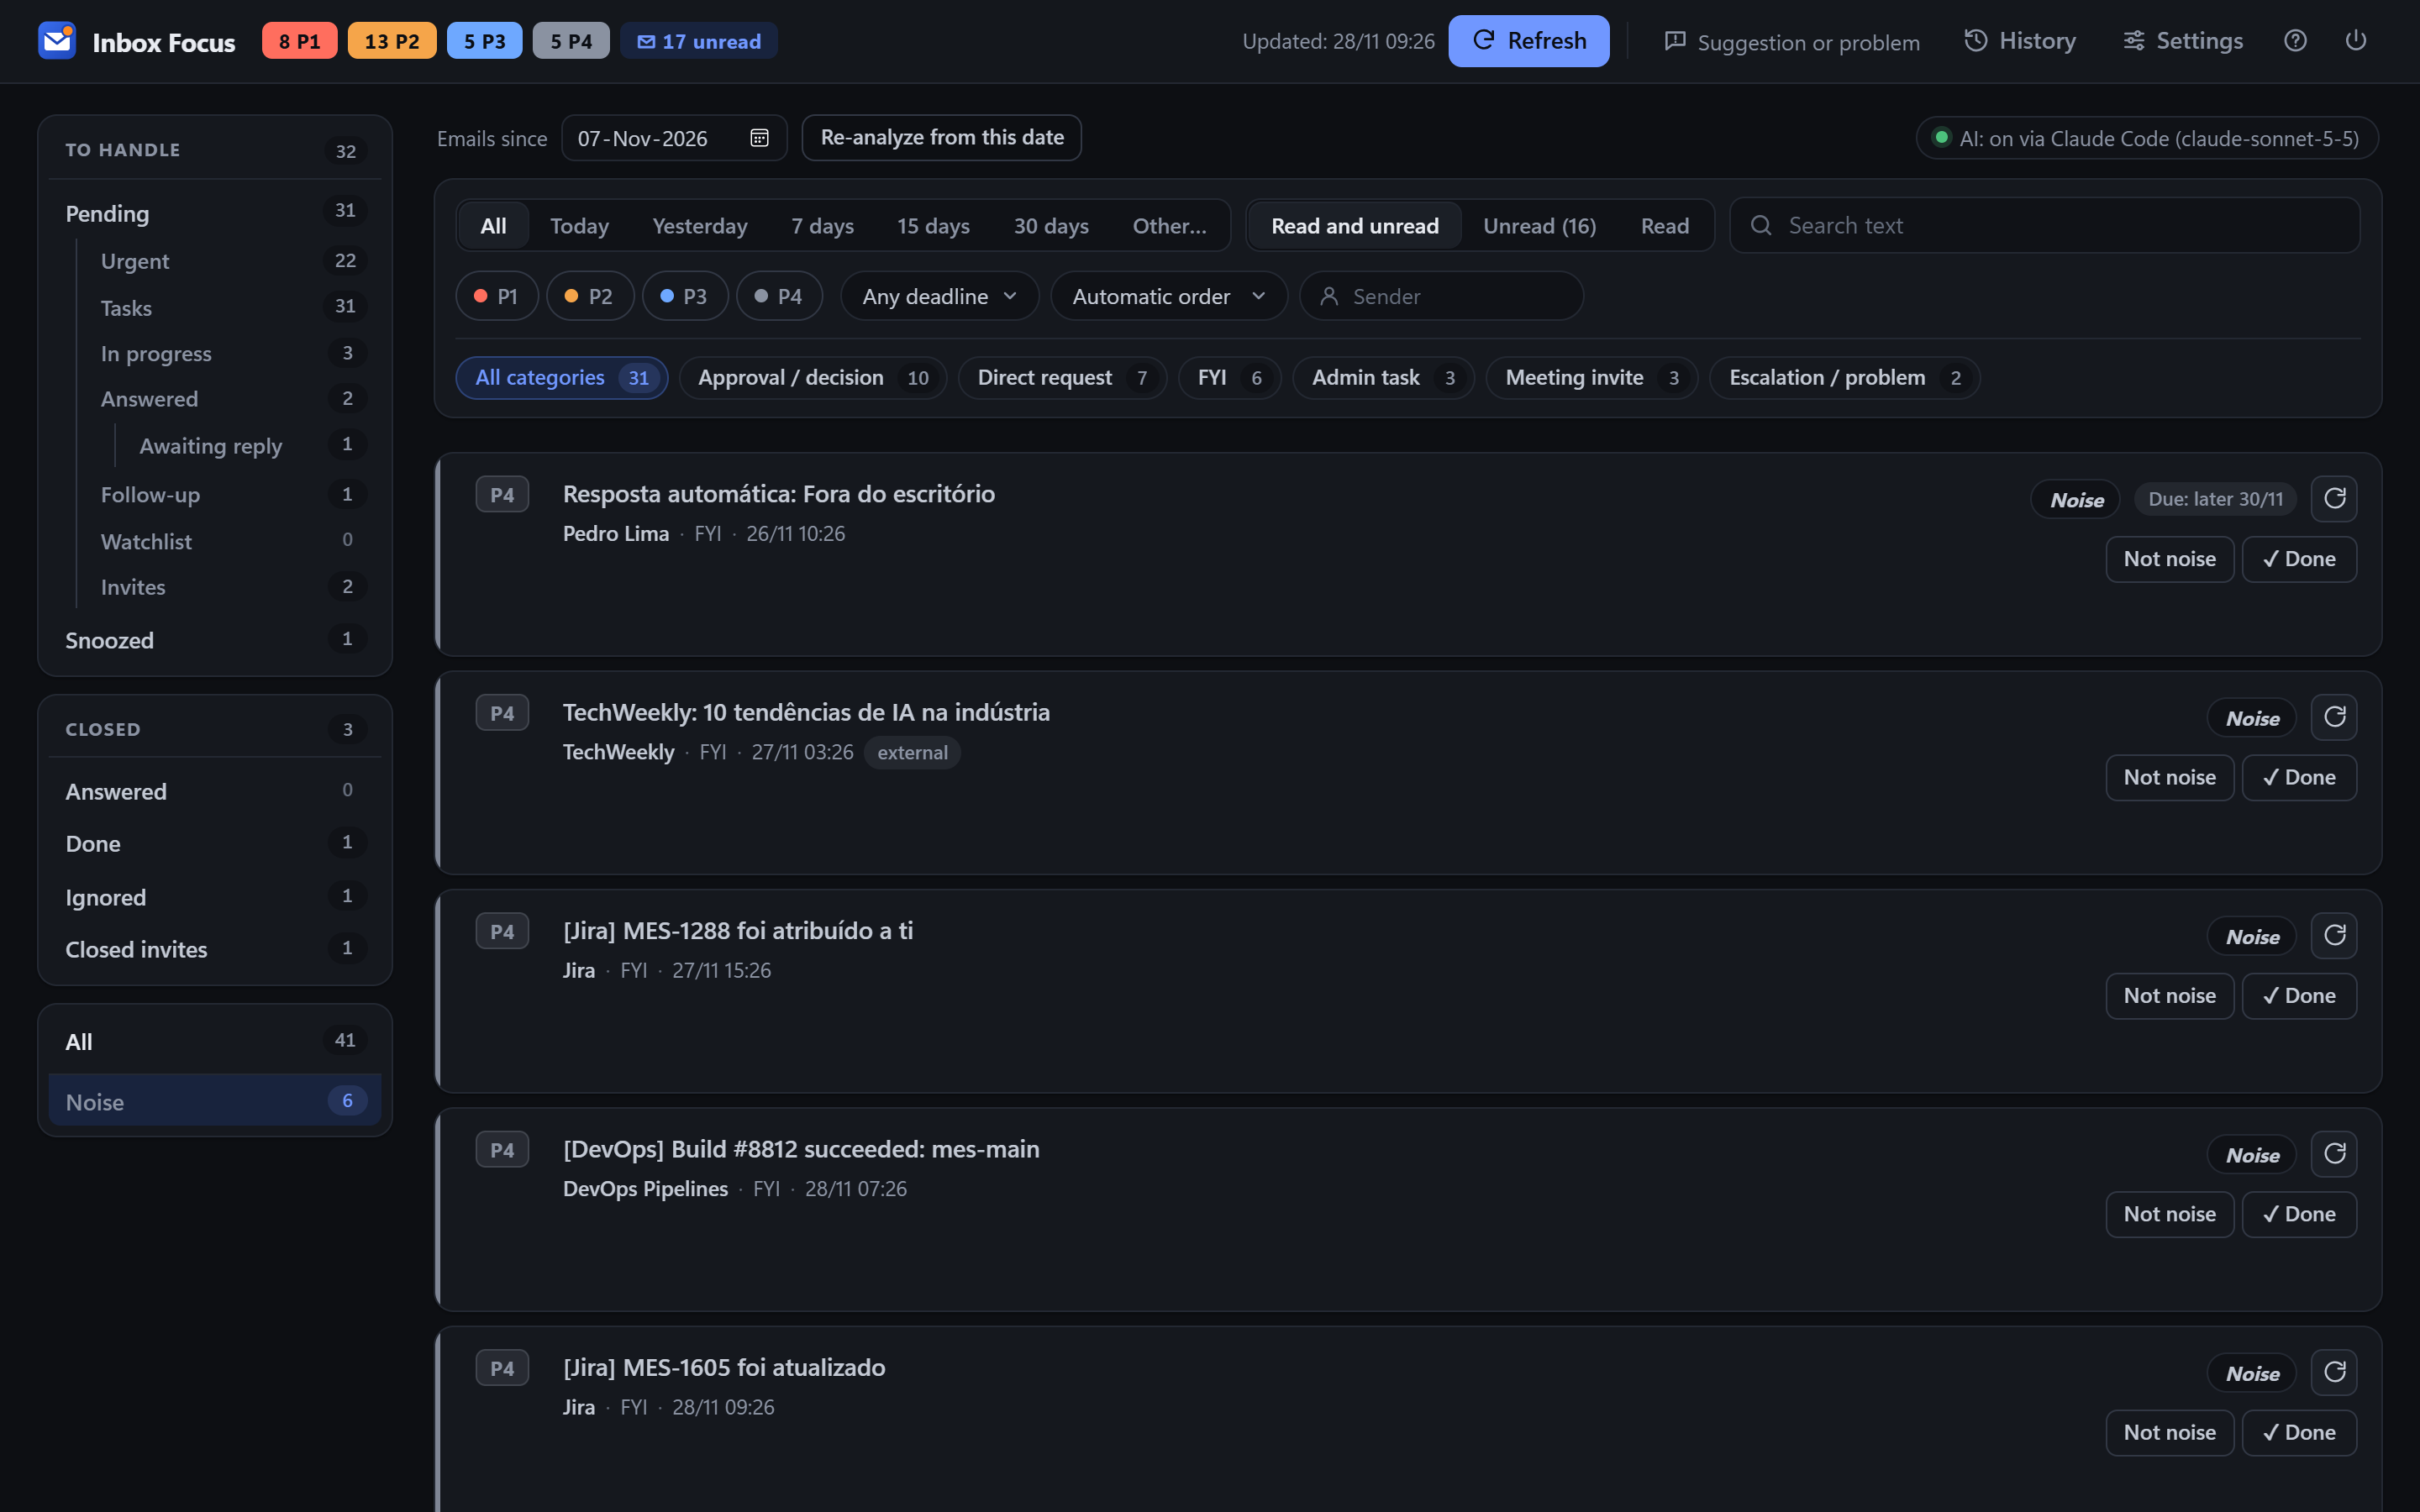 Inbox Focus 8 P1 13 P2 5 P3 5 P4 17 unread Updated: 28/11 09:26 Refresh Suggestion or problem History Settings
TO HANDLE 32
Pending 31
Urgent 22
Tasks 31
In progress 3
Answered 2
Awaiting reply 1
Follow-up 1
Watchlist 0
Invites 2
Snoozed 1
CLOSED 3
Answered 0
Done 1
Ignored 1
Closed invites 1
All 41
Noise 6
Emails since 07-Nov-2026 Re-analyze from this date AI: on via Claude Code (claude-sonnet-5-5)
All Today Yesterday 7 days 15 days 30 days Other... Read and unread Unread (16) Read Search text
P1 P2 P3 P4 Any deadline Automatic order Sender
All categories 31 Approval / decision 10 Direct request 7 FYI 6 Admin task 3 Meeting invite 3 Escalation / problem 2
P4 Resposta automática: Fora do escritório Noise Due: later 30/11
Pedro Lima · FYI · 26/11 10:26
Not noise ✓ Done
P4 TechWeekly: 10 tendências de IA na indústria Noise
TechWeekly · FYI · 27/11 03:26 external
Not noise ✓ Done
P4 [Jira] MES-1288 foi atribuído a ti Noise
Jira · FYI · 27/11 15:26
Not noise ✓ Done
P4 [DevOps] Build #8812 succeeded: mes-main Noise
DevOps Pipelines · FYI · 28/11 07:26
Not noise ✓ Done
P4 [Jira] MES-1605 foi atualizado Noise
Jira · FYI · 28/11 09:26
Not noise ✓ Done